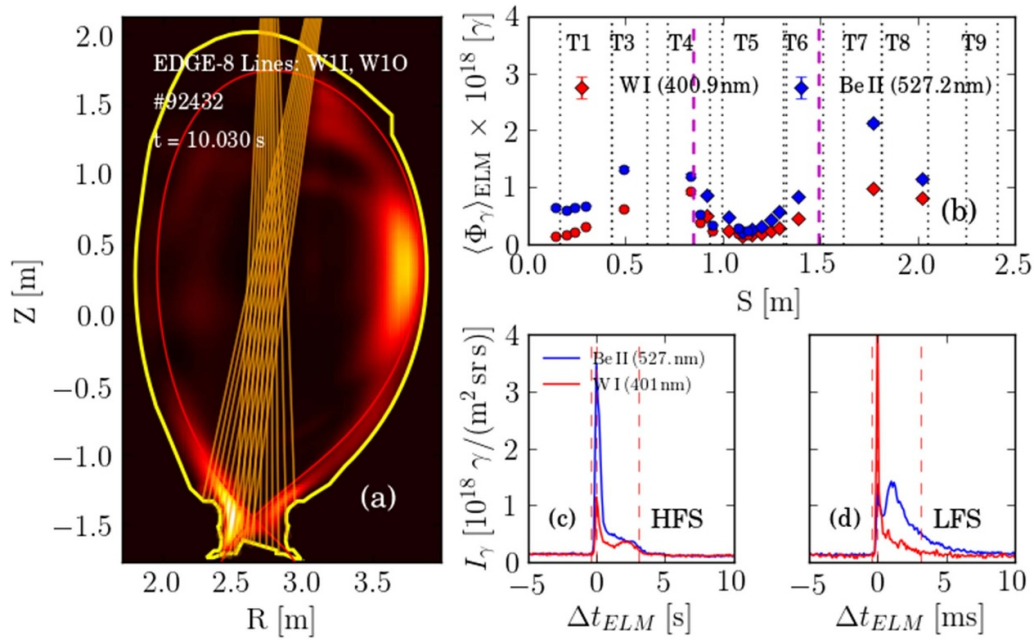 EDGE-8 Lines: W1I, W1O
#92432
t = 10.030 s
(a)
Z [m]
2.0
1.5
1.0
0.5
0.0
−0.5
−1.0
−1.5
2.0 2.5 3.0 3.5
R [m]
⟨Φγ⟩ELM × 10^18 [γ]
4
3
2
1
0
T1 T3 T4 T5 T6 T7 T8 T9
W I (400.9nm) Be II (527.2nm)
(b)
0.0 0.5 1.0 1.5 2.0 2.5
S [m]
Iγ [10^18 γ/(m^2 sr s)]
4
3
2
1
0
Be II (527.nm)
W I (401nm)
(c) HFS
−5 0 5 10
Δt_ELM [s]
(d) LFS
−5 0 5 10
Δt_ELM [ms]